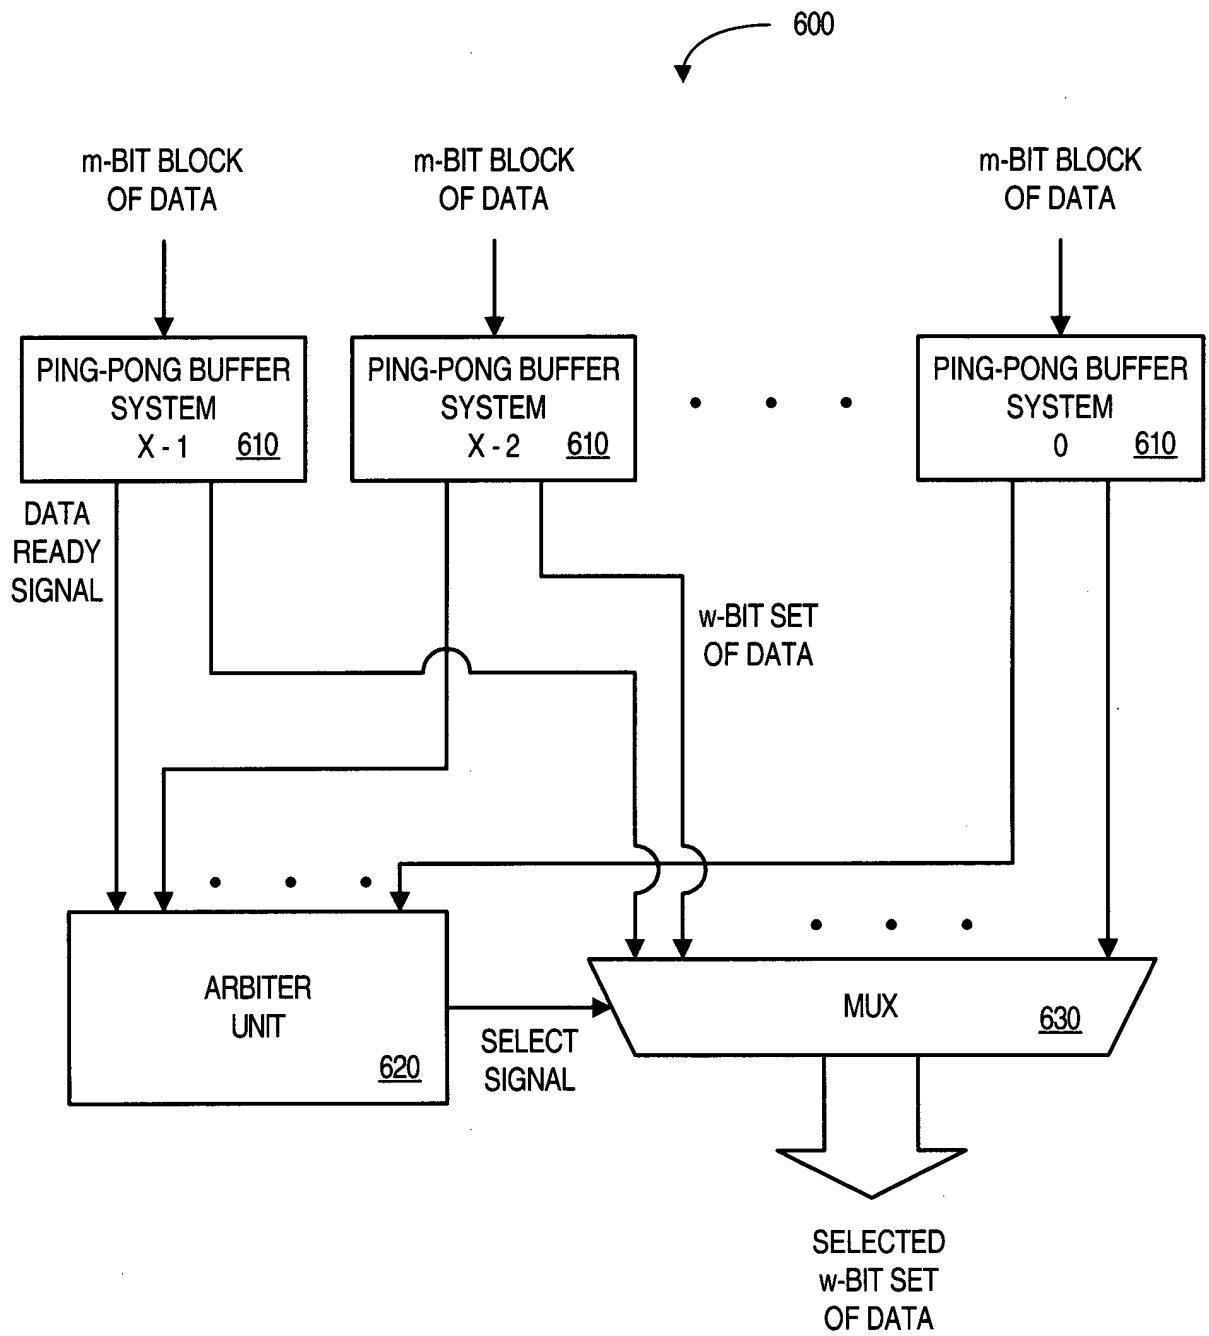 600
m-BIT BLOCK
OF DATA
m-BIT BLOCK
OF DATA
m-BIT BLOCK
OF DATA
PING-PONG BUFFER
SYSTEM
X - 1 610
PING-PONG BUFFER
SYSTEM
X - 2 610
PING-PONG BUFFER
SYSTEM
0 610
DATA
READY
SIGNAL
w-BIT SET
OF DATA
ARBITER
UNIT
620
SELECT
SIGNAL
MUX
630
SELECTED
w-BIT SET
OF DATA